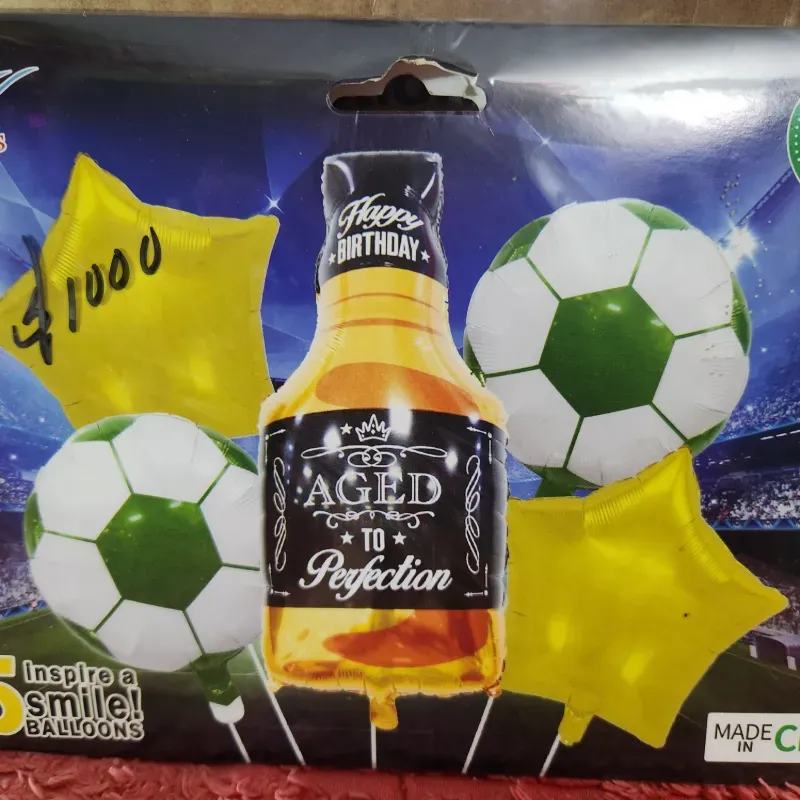 $1000
Happy
BIRTHDAY
AGED
TO
Perfection
5 Inspire a
smile!
BALLOONS
MADE
IN